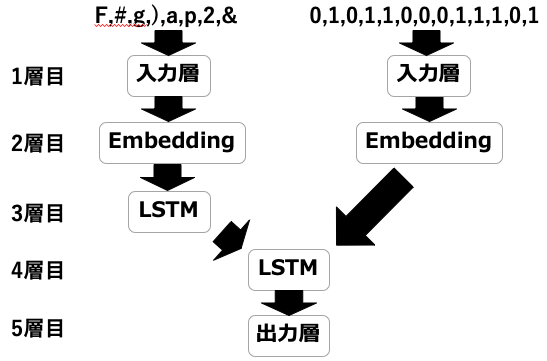 F,#,g,),a,p,2,& 0,1,0,1,1,0,0,0,1,1,1,0,1
1層目 入力層 入力層
2層目 Embedding Embedding
3層目 LSTM
4層目 LSTM
5層目 出力層